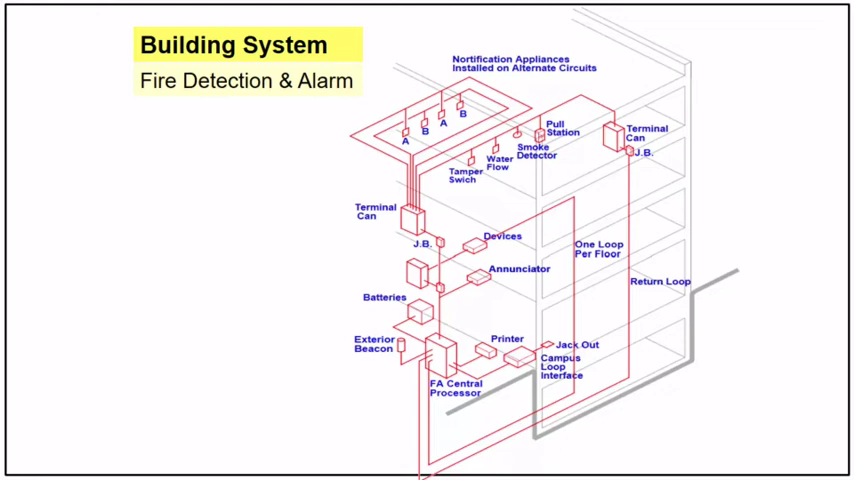 Building System
Fire Detection & Alarm
Nortification Appliances
Installed on Alternate Circuits
A
B
A
B
Pull
Station
Smoke
Detector
Water
Flow
Tamper
Swich
Terminal
Can
J.B.
Terminal
Can
J.B.
Devices
One Loop
Per Floor
Annunciator
Return Loop
Batteries
Exterior
Beacon
Printer
Jack Out
Campus
Loop
Interface
FA Central
Processor